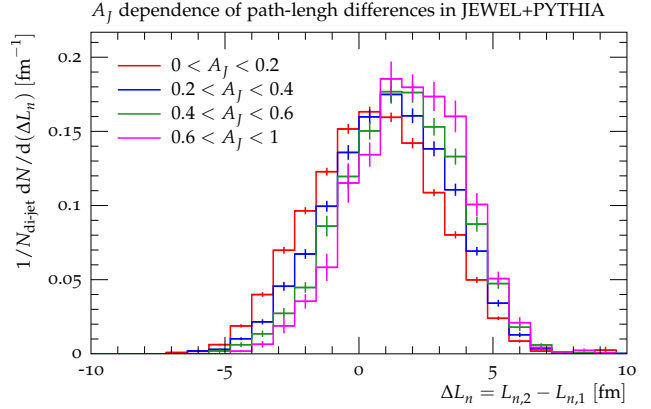 A_J dependence of path-lengh differences in JEWEL+PYTHIA
1/N_di-jet dN/d(ΔL_n) [fm⁻¹]
0.2
0.15
0.1
0.05
0
0 < A_J < 0.2
0.2 < A_J < 0.4
0.4 < A_J < 0.6
0.6 < A_J < 1
-10 -5 0 5 10
ΔL_n = L_n,2 − L_n,1 [fm]